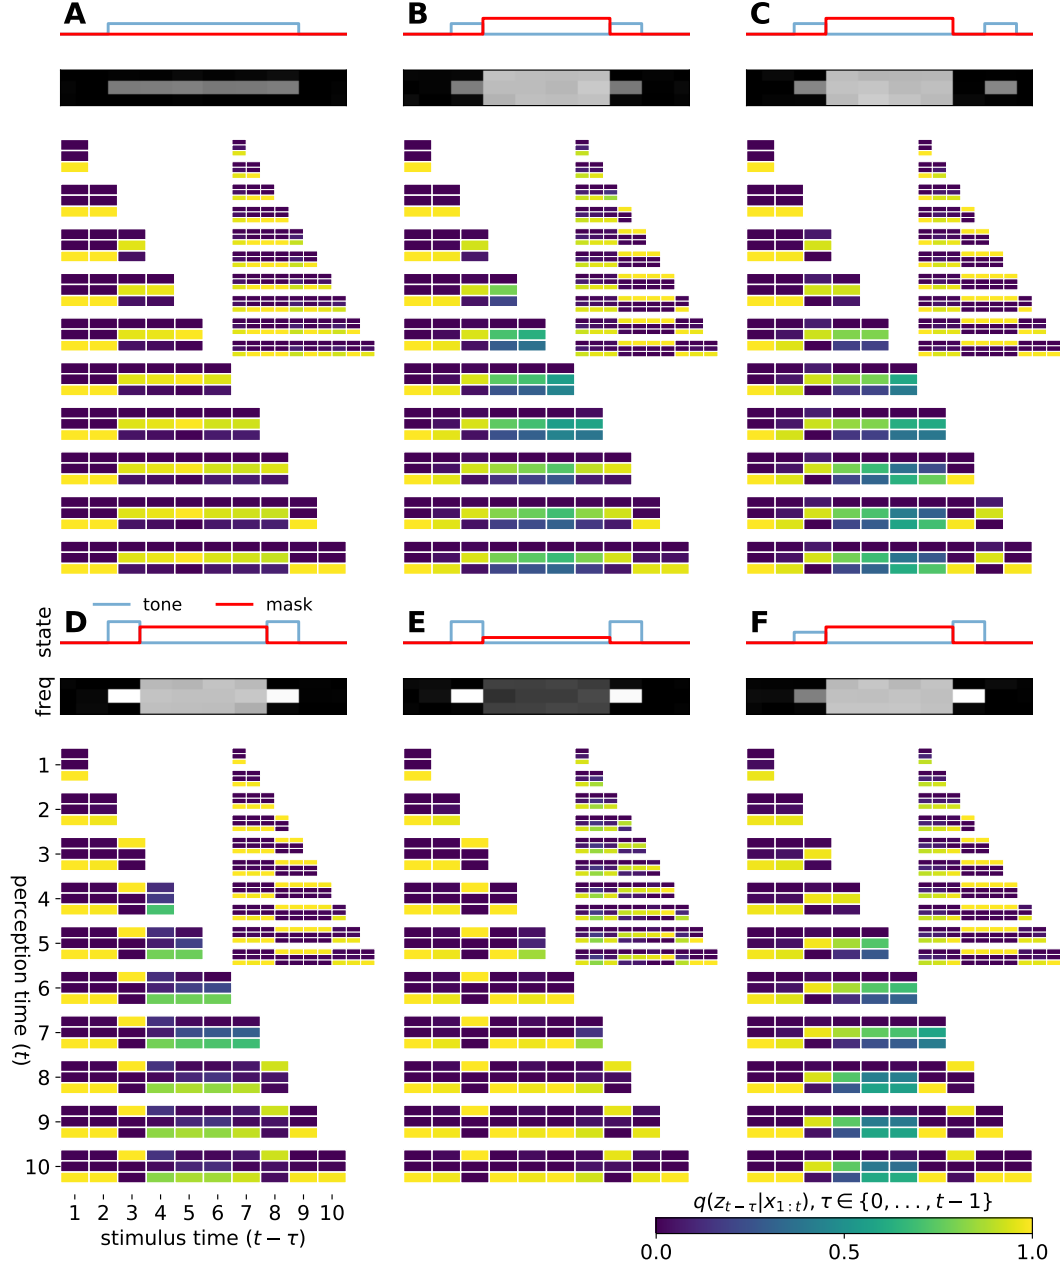 A
B
C
tone
mask
D
E
F
state
freq
1
2
3
4
5
6
7
8
9
10
perception time (t)
1 2 3 4 5 6 7 8 9 10
stimulus time (t − τ)
q(z_{t−τ}|x_{1:t}), τ ∈ {0, . . . , t − 1}
0.0 0.5 1.0